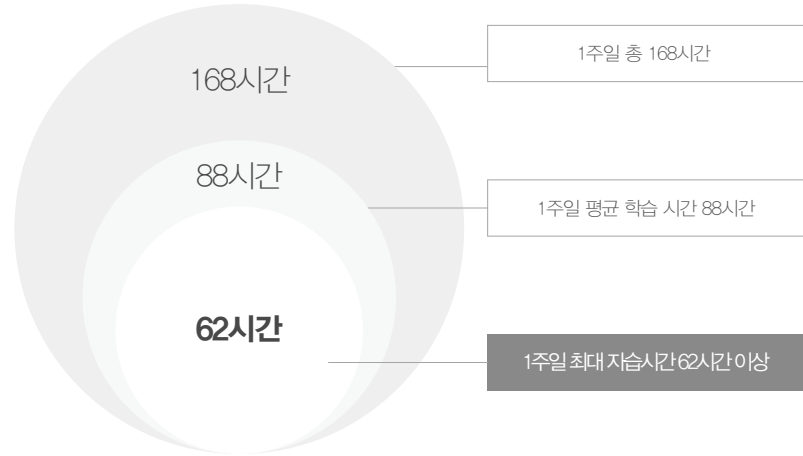 168시간
1주일 총 168시간
88시간
1주일 평균 학습 시간 88시간
62시간
1주일 최대 자습시간 62시간 이상